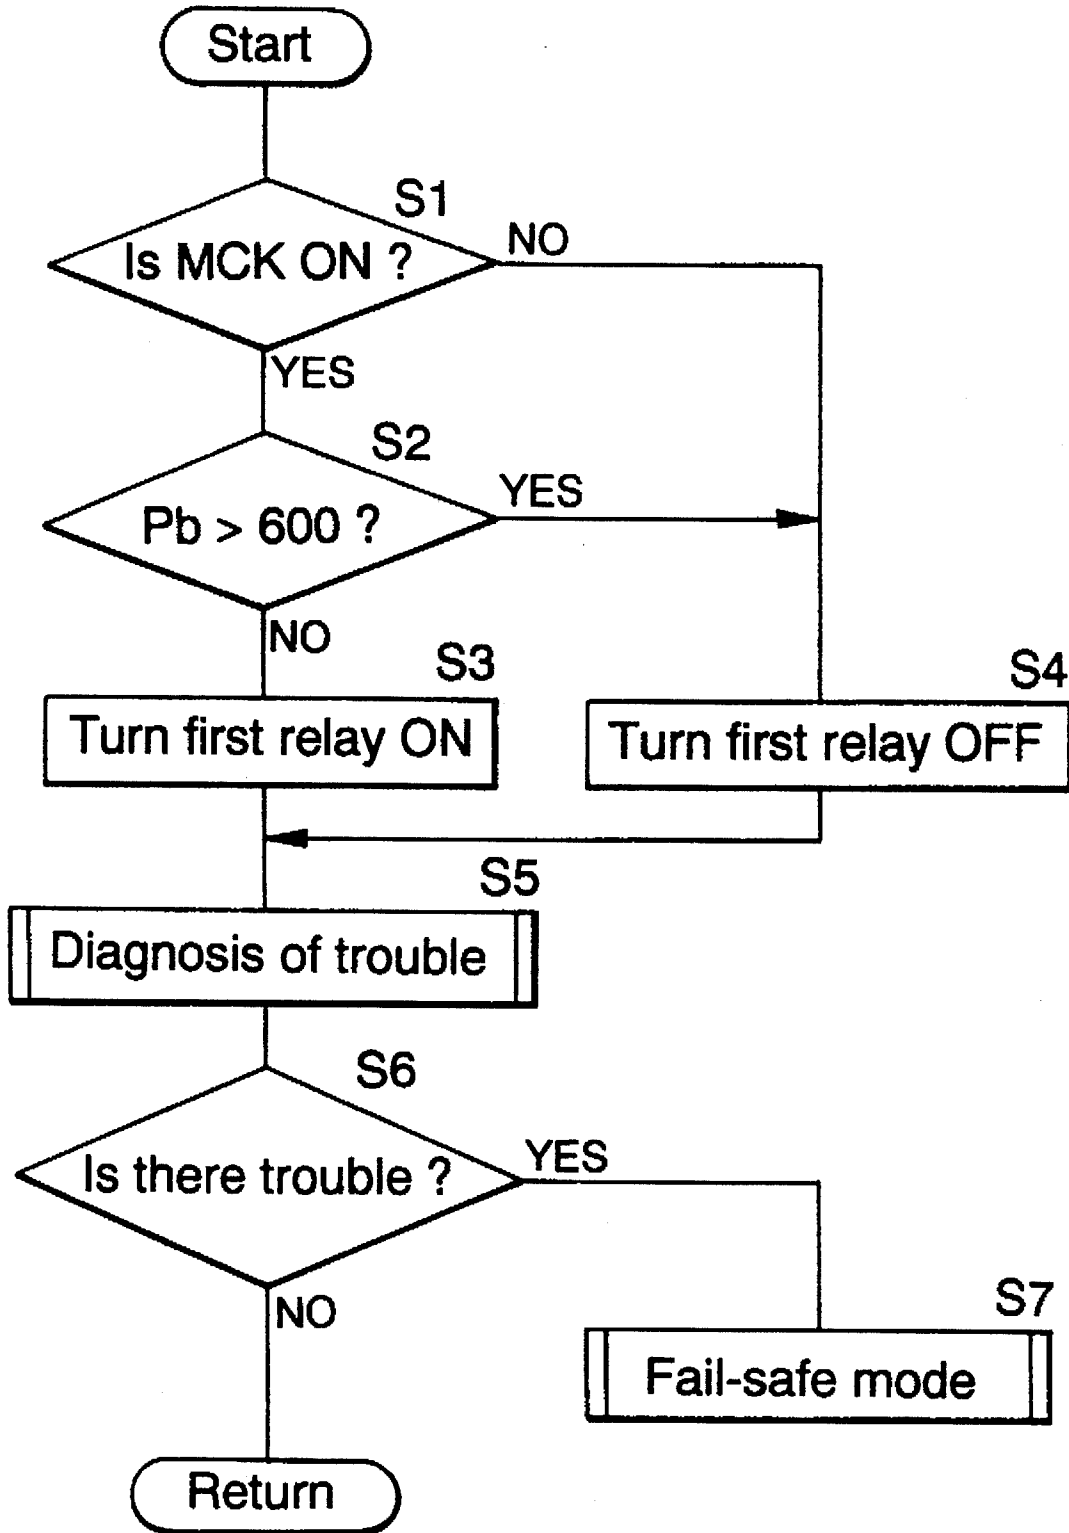 Start
S1
Is MCK ON ?
NO
YES
S2
Pb > 600 ?
YES
NO
S3
Turn first relay ON
S4
Turn first relay OFF
S5
Diagnosis of trouble
S6
Is there trouble ?
YES
NO
S7
Fail-safe mode
Return